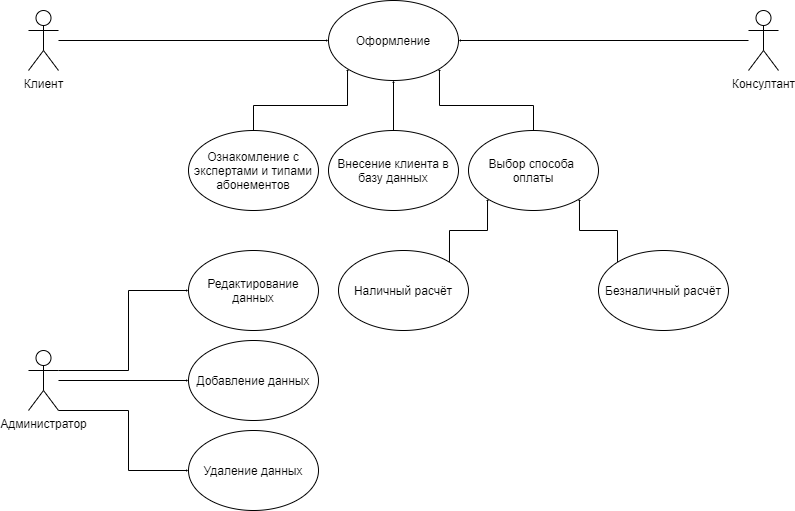 Оформление
Клиент
Консултант
Ознакомление с
экспертами и типами
абонементов
Внесение клиента в
базу данных
Выбор способа
оплаты
Редактирование
данных
Наличный расчёт
Безналичный расчёт
Добавление данных
Администратор
Удаление данных